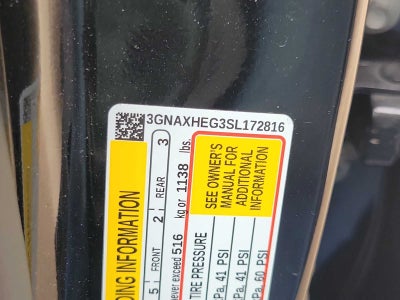 3GNAXHEG3SL172816
DING INFORMATION
5 FRONT 2 REAR 3
never exceed 516 kg or 1138 lbs.
SEE OWNER'S
MANUAL FOR
ADDITIONAL
INFORMATION
TIRE PRESSURE
Pa, 41 PSI
Pa, 41 PSI
Pa, 60 PSI